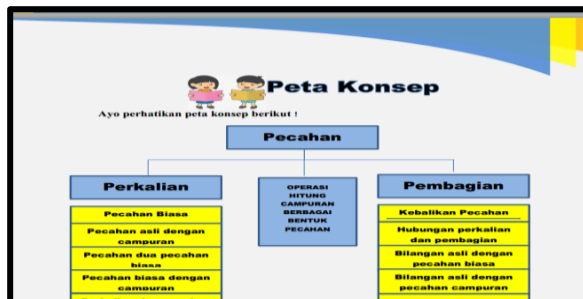 Peta Konsep
Ayo perhatikan peta konsep berikut !
Pecahan
Perkalian
Pecahan Biasa
Pecahan asli dengan
campuran
Pecahan dua pecahan
biasa
Pecahan biasa dengan
campuran
OPERASI
HITUNG
CAMPURAN
BERBAGAI
BENTUK
PECAHAN
Pembagian
Kebalikan Pecahan
Hubungan perkalian
dan pembagian
Bilangan asli dengan
pecahan biasa
Bilangan asli dengan
pecahan campuran